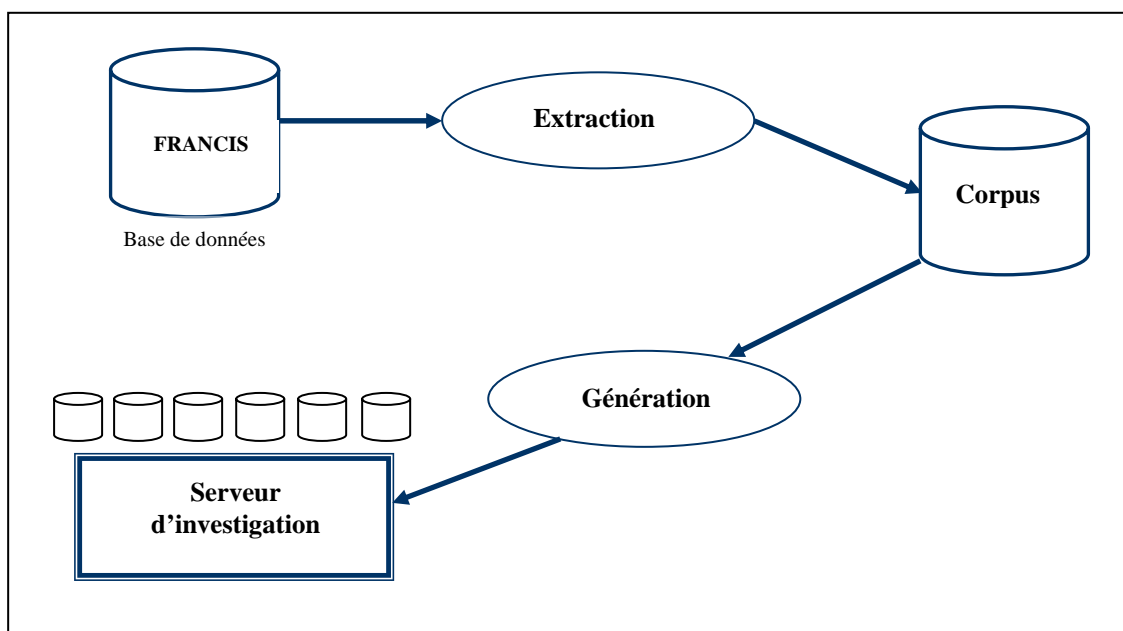 FRANCIS
Base de données
Extraction
Corpus
Génération
Serveur
d’investigation